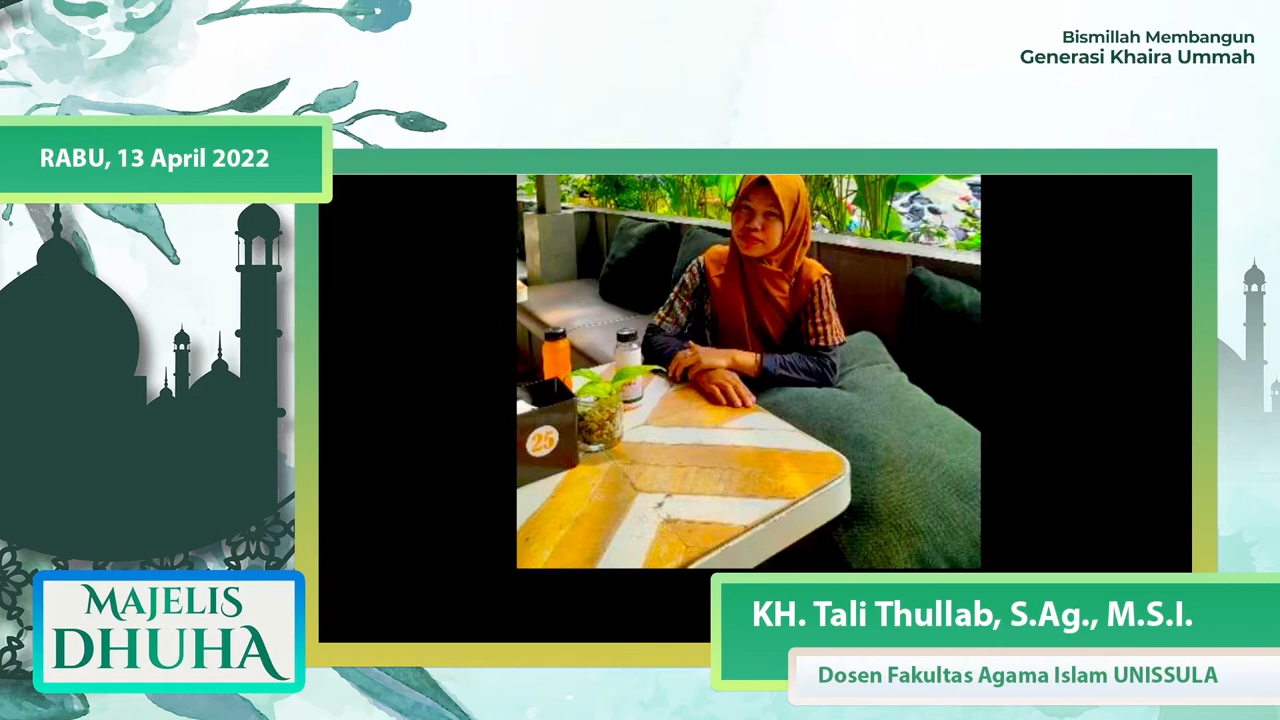 Bismillah Membangun
Generasi Khaira Ummah
RABU, 13 April 2022
25
MAJELIS
DHUHA
KH. Tali Thullab, S.Ag., M.S.I.
Dosen Fakultas Agama Islam UNISSULA